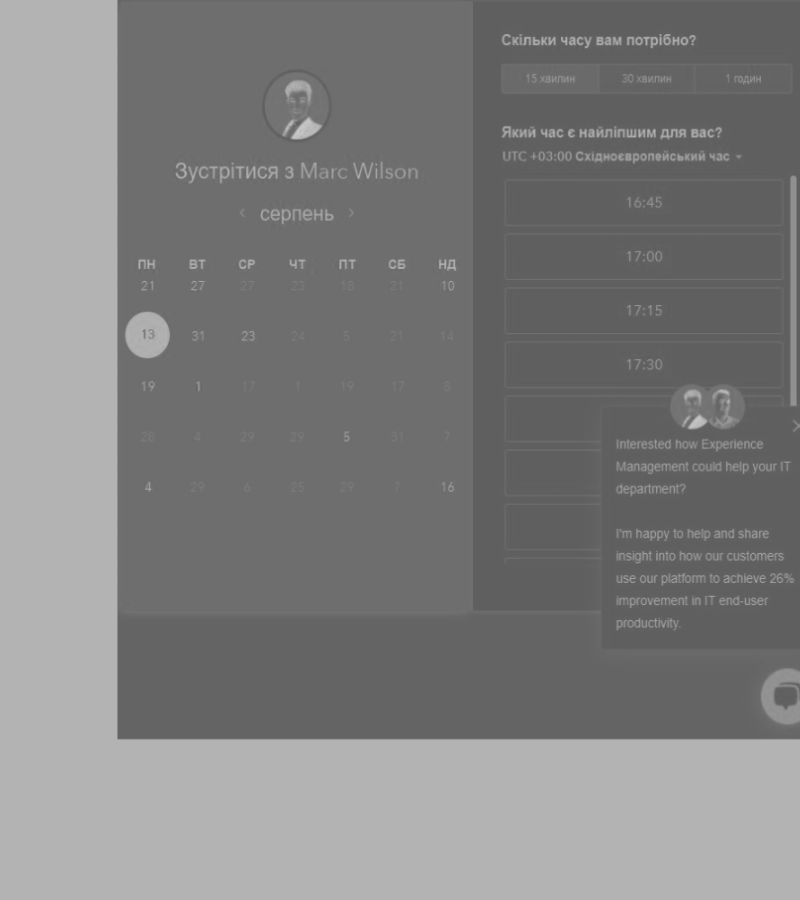 Зустрітися з Marc Wilson
серпень
ПН ВТ СР ЧТ ПТ СБ НД
21 27 27 23 18 21 10
13 31 23 24 5 21 14
19 1 17 1 19 17 8
28 4 29 29 5 31 7
4 29 6 25 29 7 16
Скільки часу вам потрібно?
15 хвилин 30 хвилин 1 годин
Який час є найліпшим для вас?
UTC +03:00 Східноєвропейський час
16:45
17:00
17:15
17:30
Interested how Experience
Management could help your IT
department?
I'm happy to help and share
insight into how our customers
use our platform to achieve 26%
improvement in IT end-user
productivity.